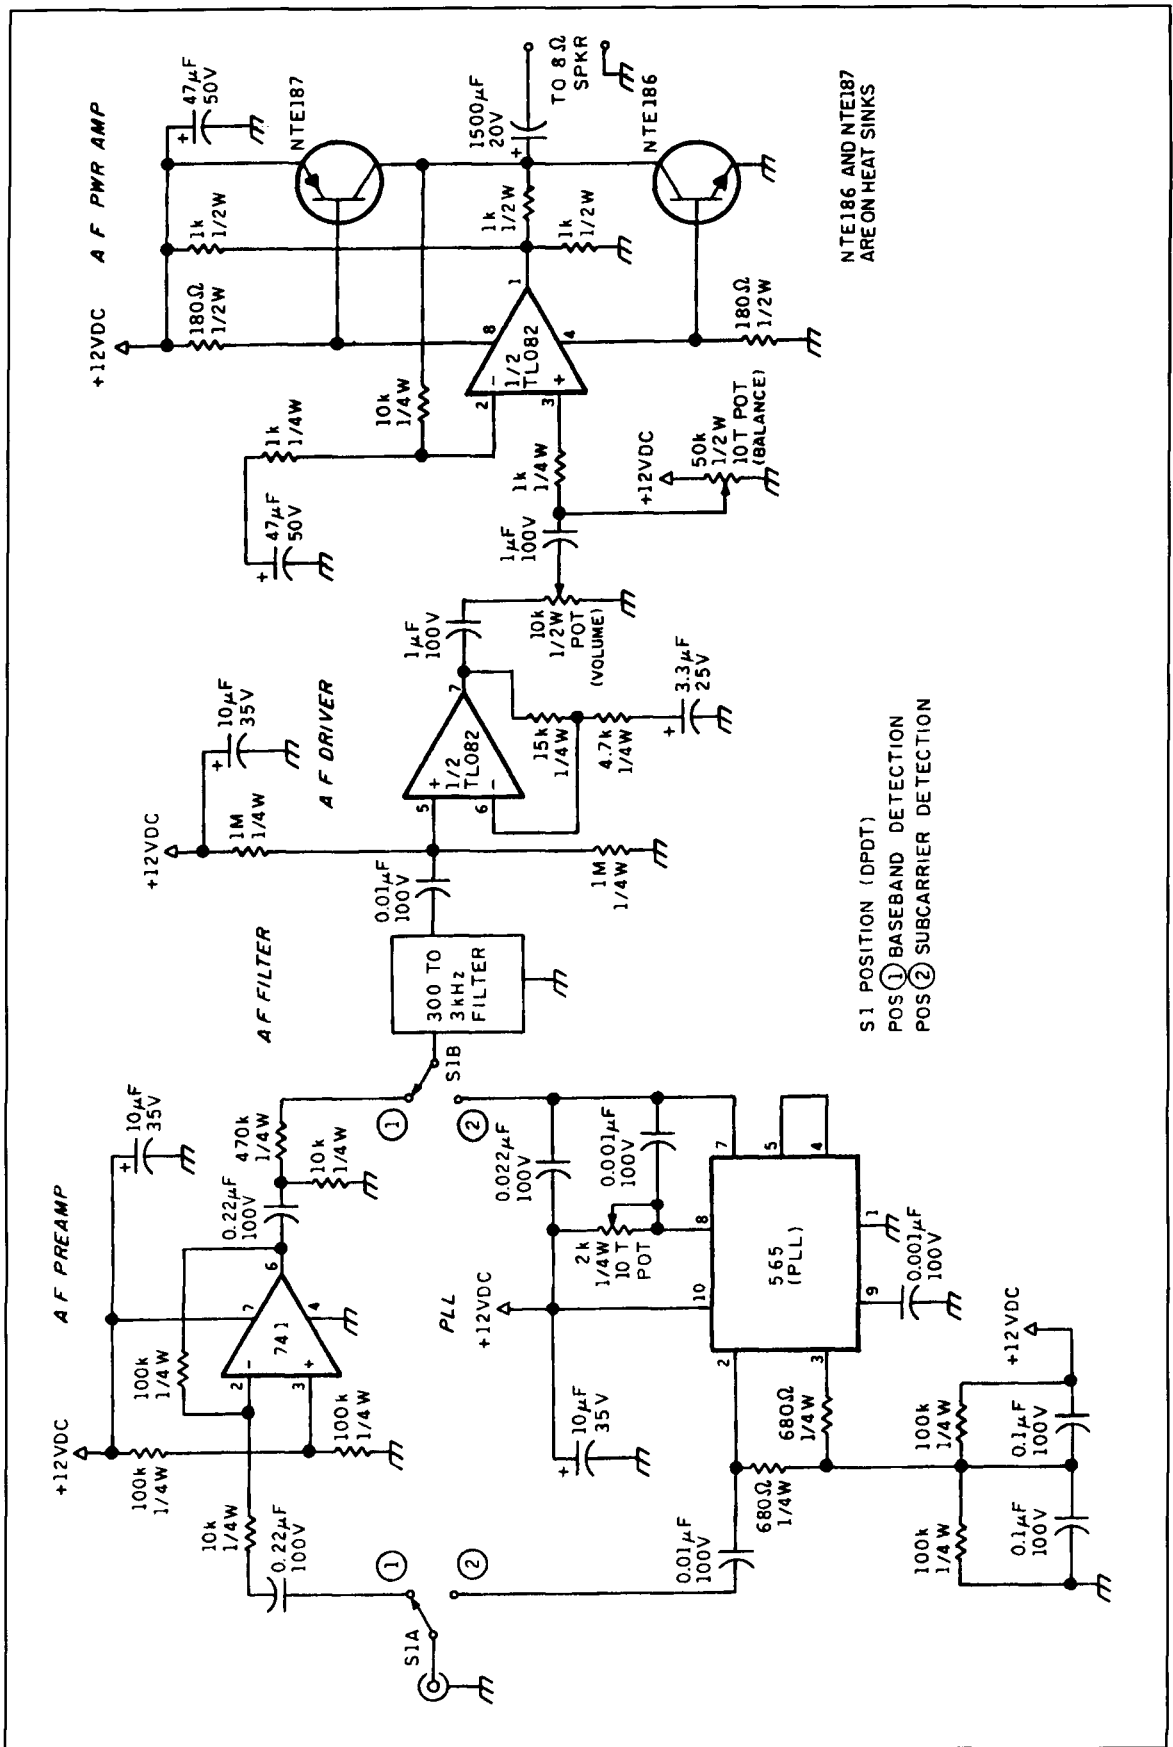 AF PREAMP
+12VDC
100k
1/4W
10µF
35V
100k
1/4W
2
-
7
741
6
3
+
4
100k
1/4W
0.22µF
100V
470k
1/4W
10k
1/4W
10k
1/4W
0.22µF
100V
S1A
1
2
1
2
S1B
AF FILTER
300 TO
3kHz
FILTER
0.01µF
100V
+12VDC
10µF
35V
1M
1/4W
1M
1/4W
AF DRIVER
5
+
1/2
TL082
6
-
7
15k
1/4W
4.7k
1/4W
3.3µF
25V
1µF
100V
10k
1/2W
POT
(VOLUME)
1µF
100V
1k
1/4W
+12VDC
50k
1/2W
10T POT
(BALANCE)
AF PWR AMP
+12VDC
47µF
50V
180Ω
1/2W
1k
1/2W
NTE187
47µF
50V
1k
1/4W
10k
1/4W
2
-
8
1/2
TL082
3
+
4
1
1k
1/2W
1k
1/2W
1500µF
20V
TO 8Ω
SPKR
180Ω
1/2W
NTE186
NTE186 AND NTE187
ARE ON HEAT SINKS
PLL
+12VDC
10µF
35V
0.022µF
100V
2k
1/4W
10T
POT
0.001µF
100V
0.01µF
100V
680Ω
1/4W
680Ω
1/4W
2
10
8
7
3
565
(PLL)
5
4
9
1
0.001µF
100V
100k
1/4W
100k
1/4W
+12VDC
0.1µF
100V
0.1µF
100V
S1 POSITION (DPDT)
POS 1 BASEBAND DETECTION
POS 2 SUBCARRIER DETECTION